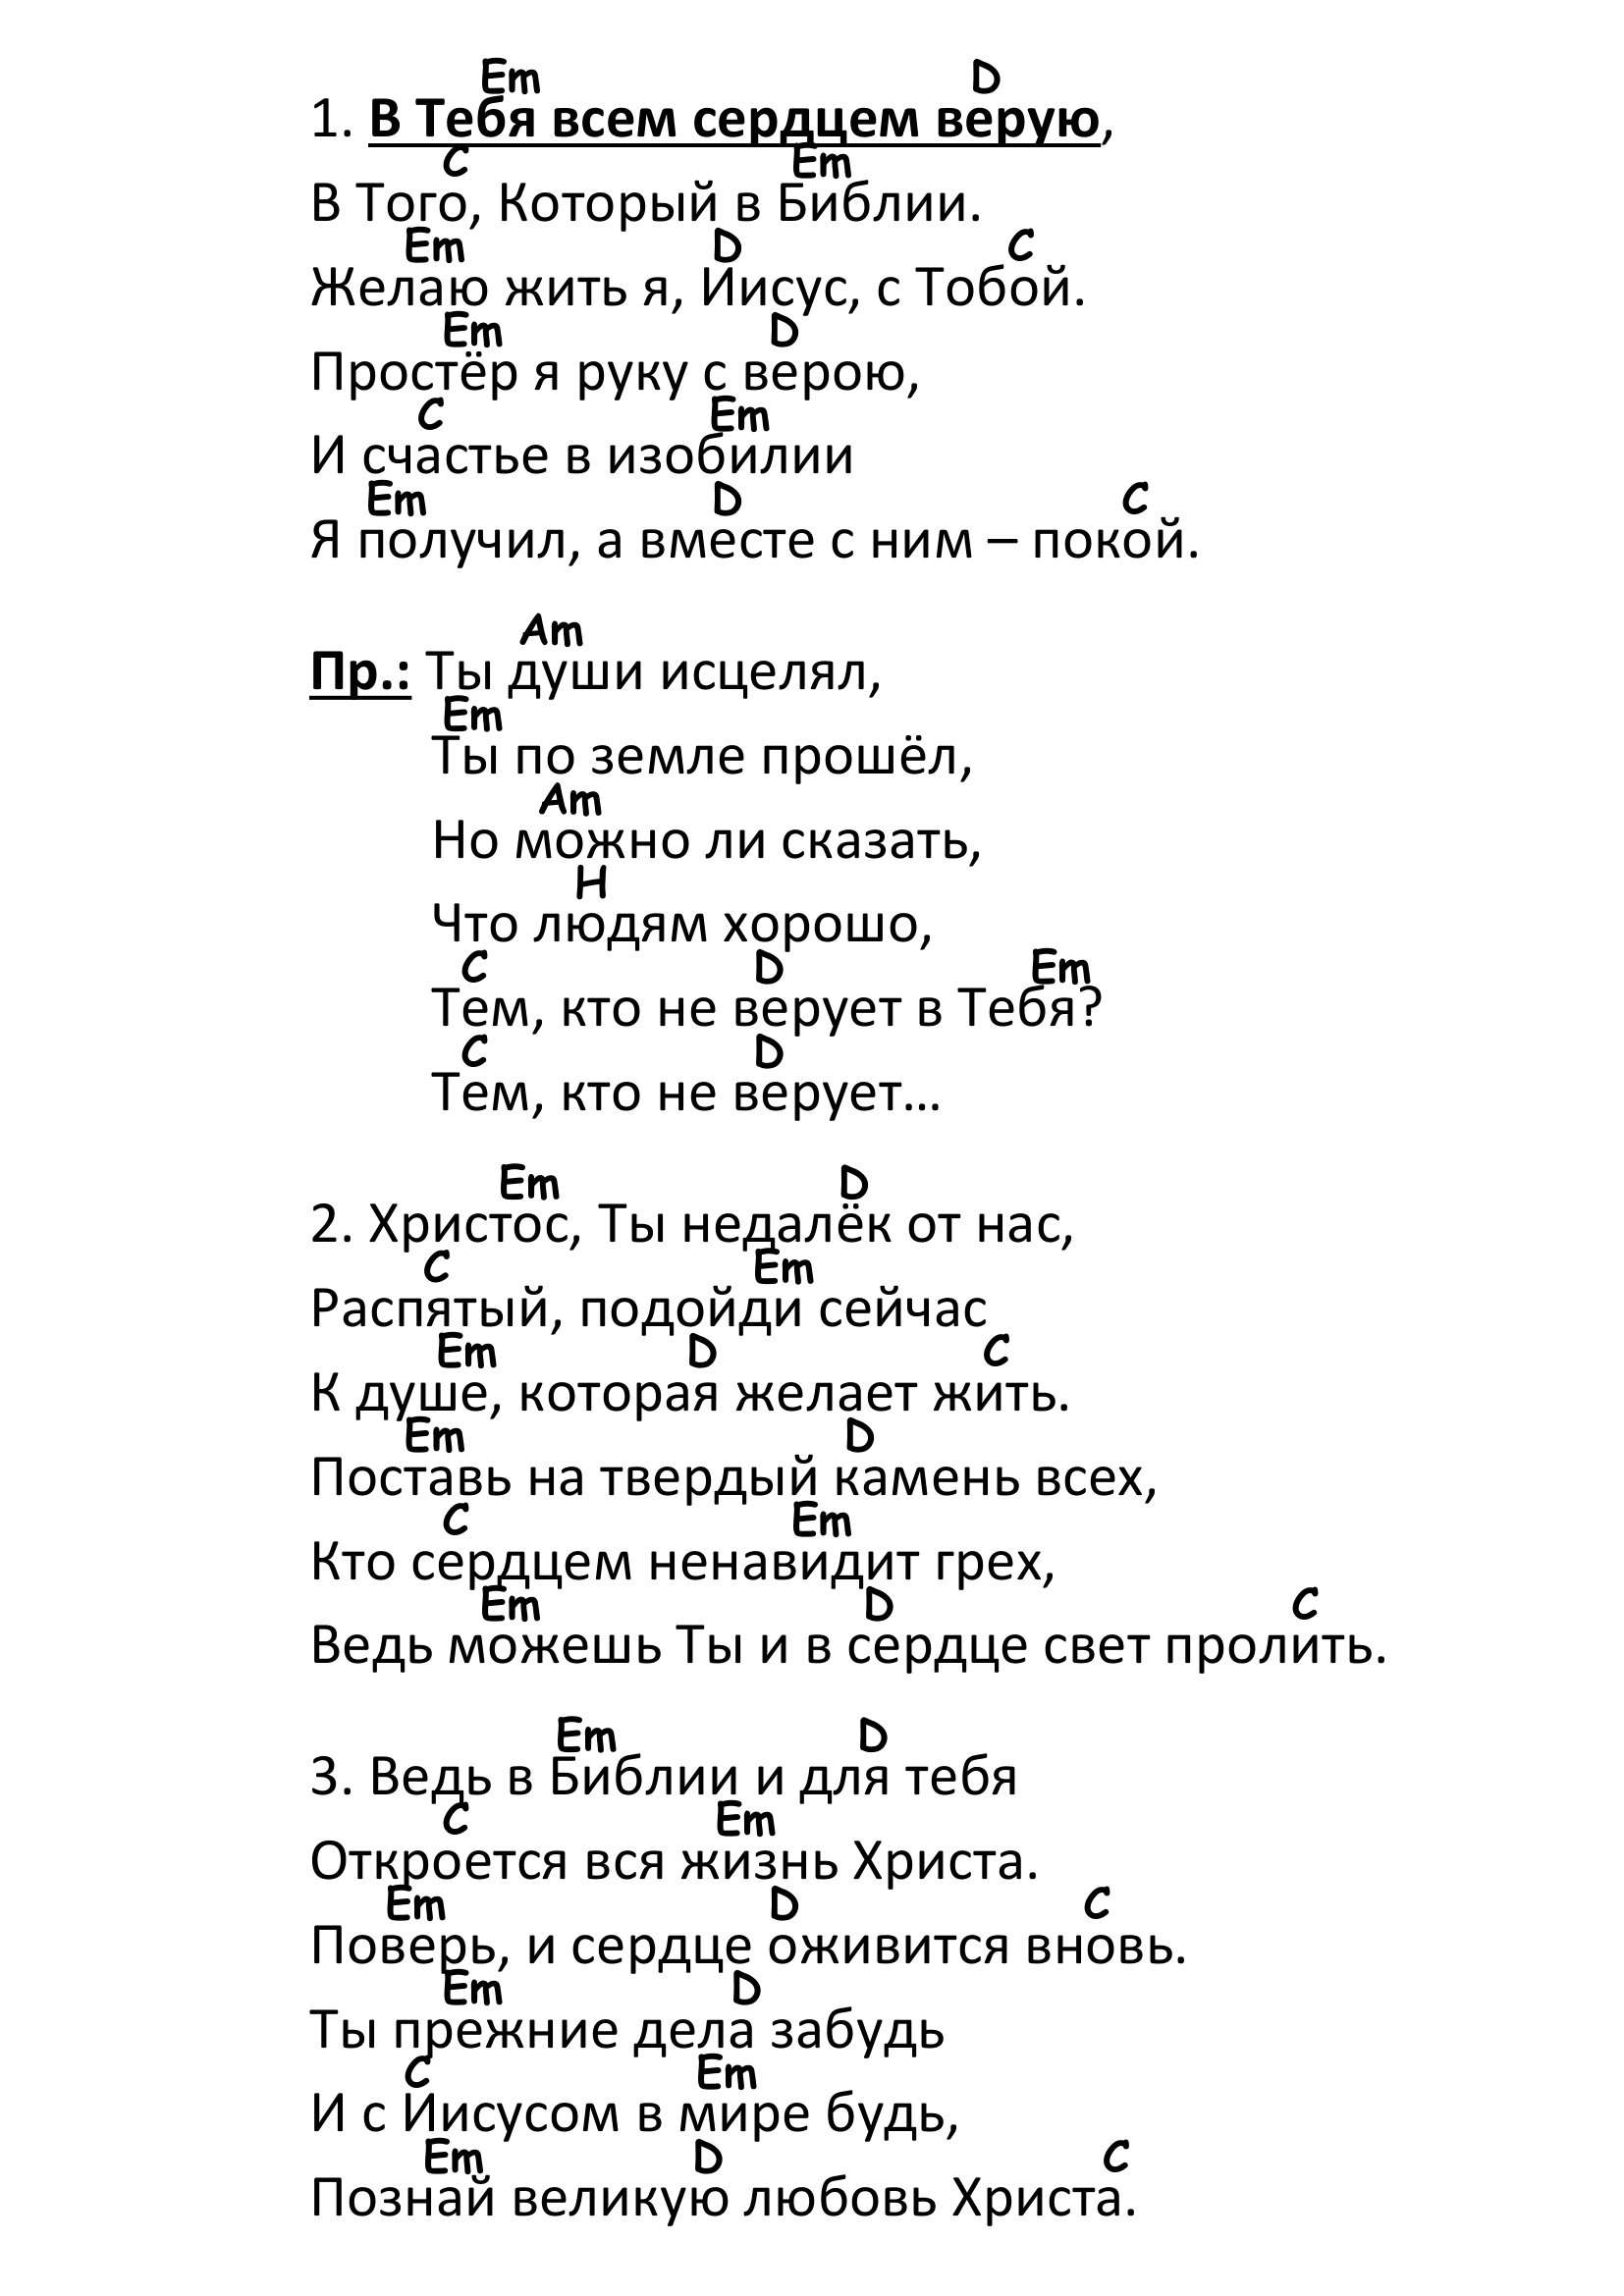 Em D
1. В Тебя всем сердцем верую,
C Em
В Того, Который в Библии.
Em D C
Желаю жить я, Иисус, с Тобой.
Em D
Простёр я руку с верою,
C Em
И счастье в изобилии
Em D C
Я получил, а вместе с ним – покой.
Am
Пр.: Ты души исцелял,
Em
Ты по земле прошёл,
Am
Но можно ли сказать,
H
Что людям хорошо,
C D Em
Тем, кто не верует в Тебя?
C D
Тем, кто не верует...
Em D
2. Христос, Ты недалёк от нас,
C Em
Распятый, подойди сейчас
Em D C
К душе, которая желает жить.
Em D
Поставь на твердый камень всех,
C Em
Кто сердцем ненавидит грех,
Em D C
Ведь можешь Ты и в сердце свет пролить.
Em D
3. Ведь в Библии и для тебя
C Em
Откроется вся жизнь Христа.
Em D C
Поверь, и сердце оживится вновь.
Em D
Ты прежние дела забудь
C Em
И с Иисусом в мире будь,
Em D C
Познай великую любовь Христа.